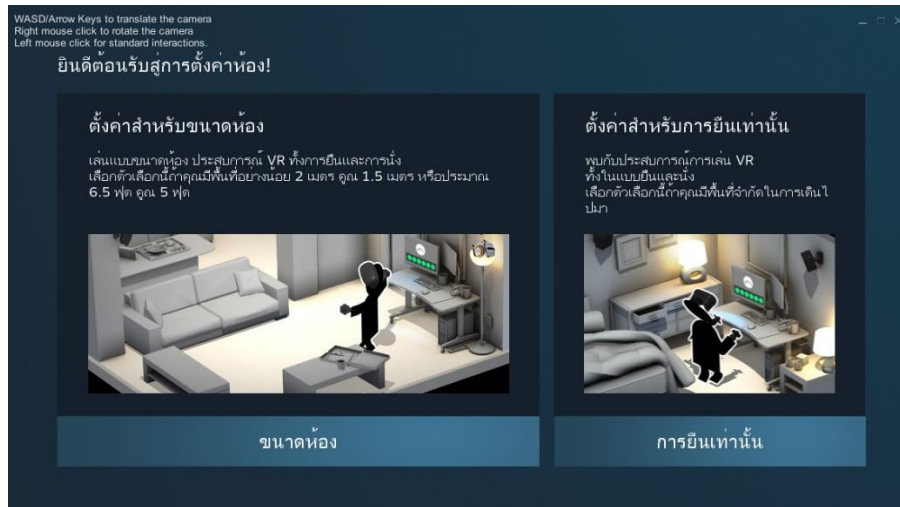 WASD/Arrow Keys to translate the camera
Right mouse click to rotate the camera
Left mouse click for standard interactions.
ยินดีต้อนรับสู่การตั้งค่าห้อง!
ตั้งค่าสำหรับขนาดห้อง
เล่นแบบขนาดห้อง ประสบการณ์ VR ทั้งการยืนและการนั่ง
เลือกตัวเลือกนี้ถ้าคุณมีพื้นที่อย่างน้อย 2 เมตร คูณ 1.5 เมตร หรือประมาณ
6.5 ฟุต คูณ 5 ฟุต
ขนาดห้อง
ตั้งค่าสำหรับการยืนเท่านั้น
พบกับประสบการณ์การเล่น VR
ทั้งในแบบยืนและนั่ง
เลือกตัวเลือกนี้ถ้าคุณมีพื้นที่จำกัดในการเดินไ
ปมา
การยืนเท่านั้น